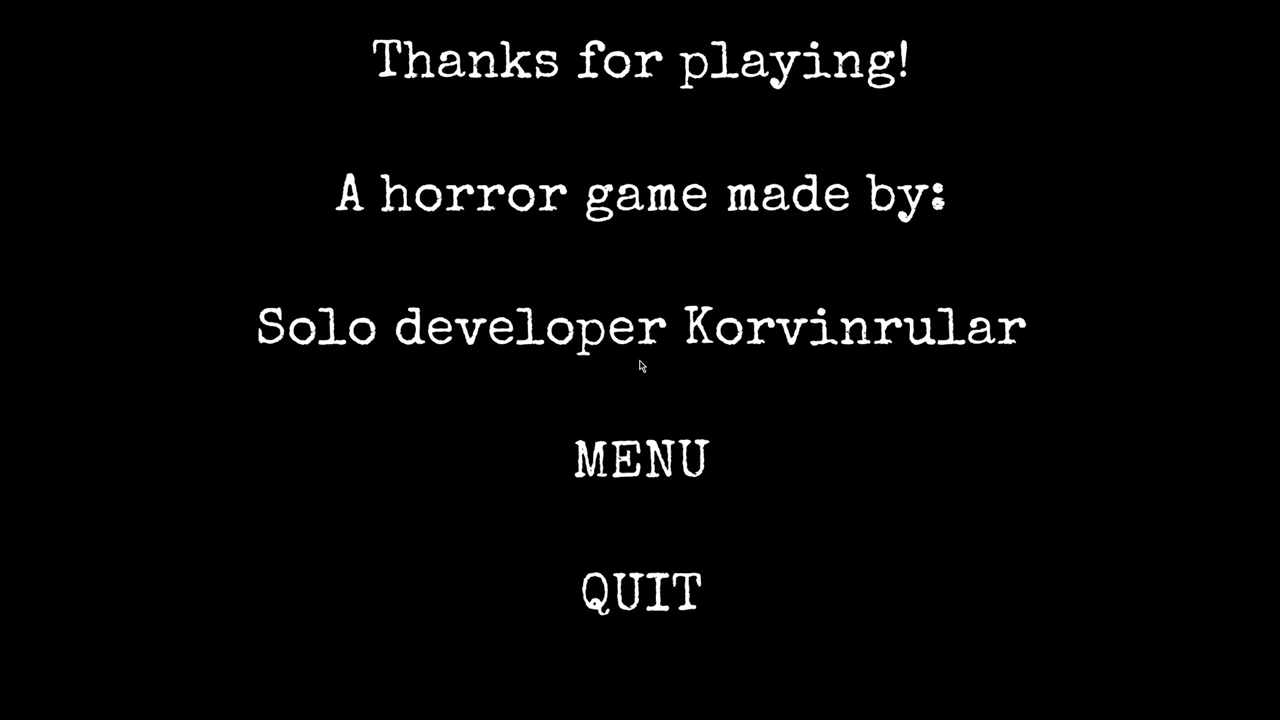 Thanks for playing!
A horror game made by:
Solo developer Korvinrular
MENU
QUIT